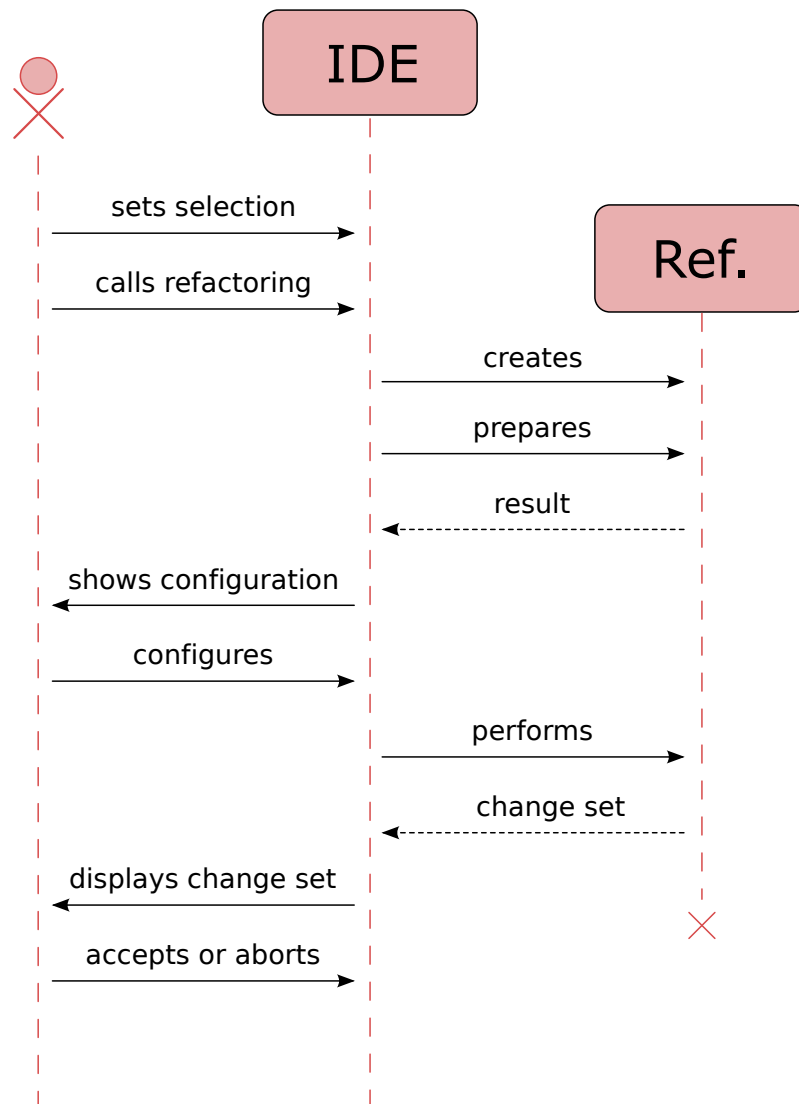 IDE
sets selection
Ref.
calls refactoring
creates
prepares
result
shows configuration
configures
performs
change set
displays change set
accepts or aborts